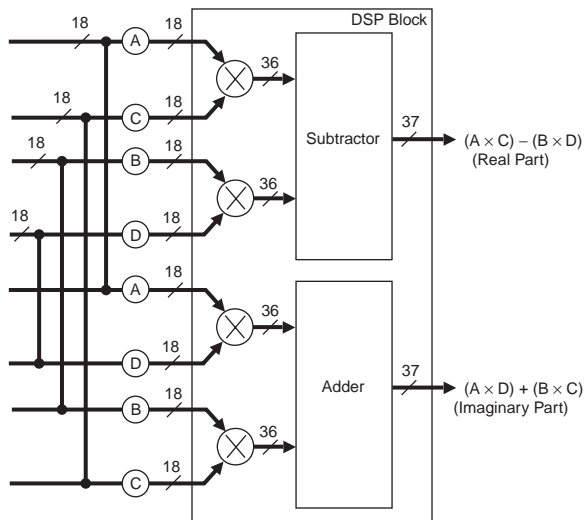 DSP Block
18
18
A
18
36
18
C
18
Subtractor
37
(A × C) – (B × D)
(Real Part)
18
B
18
36
18
D
18
A
18
36
D
18
Adder
37
(A × D) + (B × C)
(Imaginary Part)
B
18
36
C
18